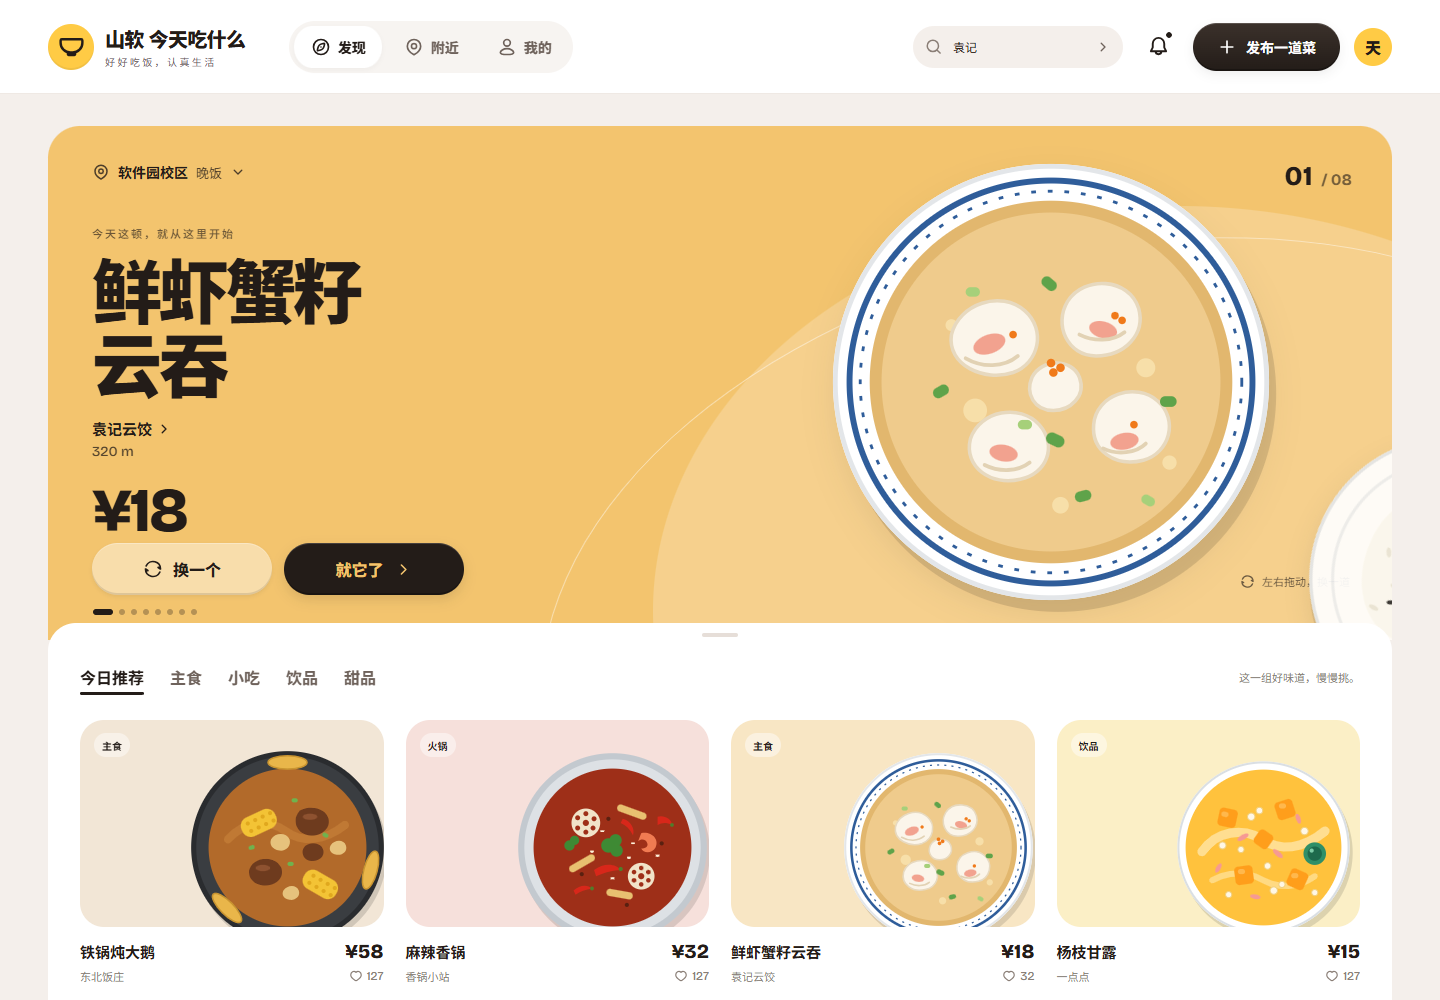 山软 今天吃什么
好好吃饭，认真生活
发现
附近
我的
袁记
发布一道菜
天
软件园校区 晚饭
01 / 08
今天这顿，就从这里开始
鲜虾蟹籽
云吞
袁记云饺
320 m
¥18
换一个
就它了
左右拖动，
今日推荐
主食
小吃
饮品
甜品
这一组好味道，慢慢挑。
主食
火锅
主食
饮品
铁锅炖大鹅 ¥58
东北饭庄 127
麻辣香锅 ¥32
香锅小站 127
鲜虾蟹籽云吞 ¥18
袁记云饺 32
杨枝甘露 ¥15
一点点 127